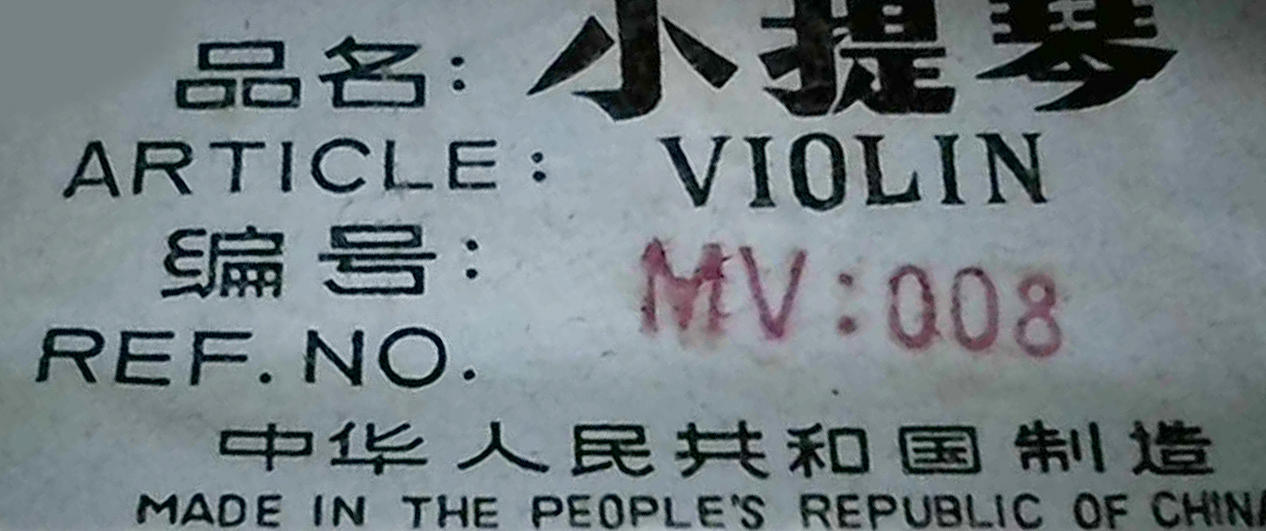 品名: 小提琴
ARTICLE: VIOLIN
编号: MV:008
REF. NO.
中华人民共和国制造
MADE IN THE PEOPLE'S REPUBLIC OF CHINA